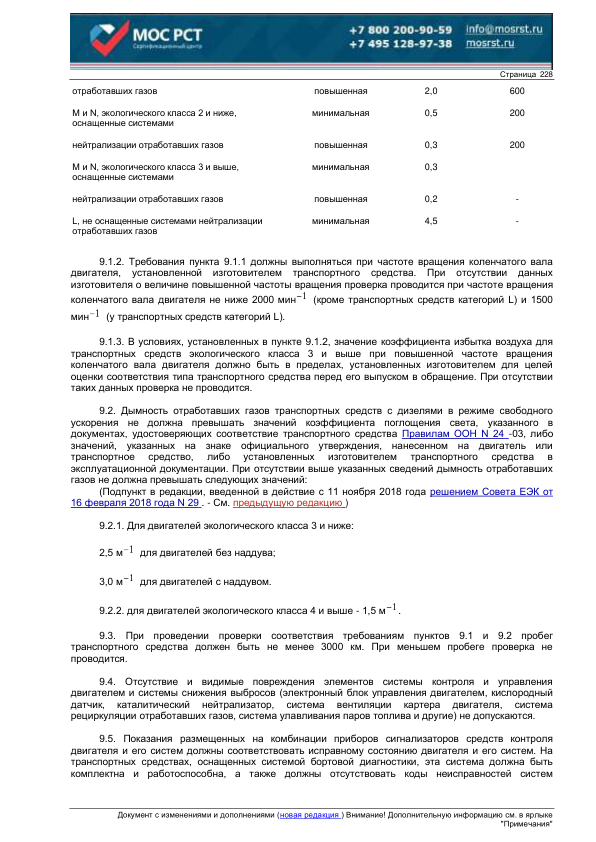 МОС РСТ
Сертификационный центр
+7 800 200-90-59 info@mosrst.ru
+7 495 128-97-38 mosrst.ru
Страница 228
отработавших газов повышенная 2,0 600
М и N, экологического класса 2 и ниже, минимальная 0,5 200
оснащенные системами
нейтрализации отработавших газов повышенная 0,3 200
М и N, экологического класса 3 и выше, минимальная 0,3
оснащенные системами
нейтрализации отработавших газов повышенная 0,2 -
L, не оснащенные системами нейтрализации минимальная 4,5 -
отработавших газов
9.1.2. Требования пункта 9.1.1 должны выполняться при частоте вращения коленчатого вала
двигателя, установленной изготовителем транспортного средства. При отсутствии данных
изготовителя о величине повышенной частоты вращения проверка проводится при частоте вращения
коленчатого вала двигателя не ниже 2000 мин⁻¹ (кроме транспортных средств категорий L) и 1500
мин⁻¹ (у транспортных средств категорий L).
9.1.3. В условиях, установленных в пункте 9.1.2, значение коэффициента избытка воздуха для
транспортных средств экологического класса 3 и выше при повышенной частоте вращения
коленчатого вала двигателя должно быть в пределах, установленных изготовителем для целей
оценки соответствия типа транспортного средства перед его выпуском в обращение. При отсутствии
таких данных проверка не проводится.
9.2. Дымность отработавших газов транспортных средств с дизелями в режиме свободного
ускорения не должна превышать значений коэффициента поглощения света, указанного в
документах, удостоверяющих соответствие транспортного средства Правилам ООН N 24 -03, либо
значений, указанных на знаке официального утверждения, нанесенном на двигатель или
транспортное средство, либо установленных изготовителем транспортного средства в
эксплуатационной документации. При отсутствии выше указанных сведений дымность отработавших
газов не должна превышать следующих значений:
(Подпункт в редакции, введенной в действие с 11 ноября 2018 года решением Совета ЕЭК от
16 февраля 2018 года N 29 . - См. предыдущую редакцию )
9.2.1. Для двигателей экологического класса 3 и ниже:
2,5 м⁻¹ для двигателей без наддува;
3,0 м⁻¹ для двигателей с наддувом.
9.2.2. для двигателей экологического класса 4 и выше - 1,5 м⁻¹.
9.3. При проведении проверки соответствия требованиям пунктов 9.1 и 9.2 пробег
транспортного средства должен быть не менее 3000 км. При меньшем пробеге проверка не
проводится.
9.4. Отсутствие и видимые повреждения элементов системы контроля и управления
двигателем и системы снижения выбросов (электронный блок управления двигателем, кислородный
датчик, каталитический нейтрализатор, система вентиляции картера двигателя, система
рециркуляции отработавших газов, система улавливания паров топлива и другие) не допускаются.
9.5. Показания размещенных на комбинации приборов сигнализаторов средств контроля
двигателя и его систем должны соответствовать исправному состоянию двигателя и его систем. На
транспортных средствах, оснащенных системой бортовой диагностики, эта система должна быть
комплектна и работоспособна, а также должны отсутствовать коды неисправностей систем
Документ с изменениями и дополнениями (новая редакция ) Внимание! Дополнительную информацию см. в ярлыке
"Примечания"